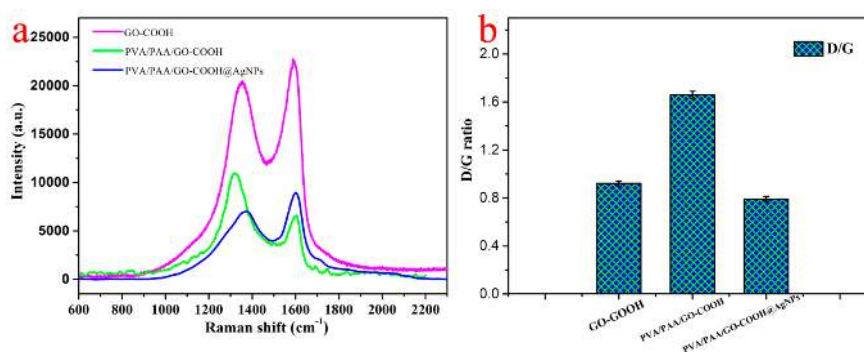 a
GO-COOH
PVA/PAA/GO-COOH
PVA/PAA/GO-COOH@AgNPs
25000
20000
15000
10000
5000
0
Intensity (a.u.)
600 800 1000 1200 1400 1600 1800 2000 2200
Raman shift (cm-1)
b
D/G
2.0
1.6
1.2
0.8
0.4
0.0
D/G ratio
GO-GOOH
PVA/PAA/GO-COOH
PVA/PAA/GO-COOH@AgNPs